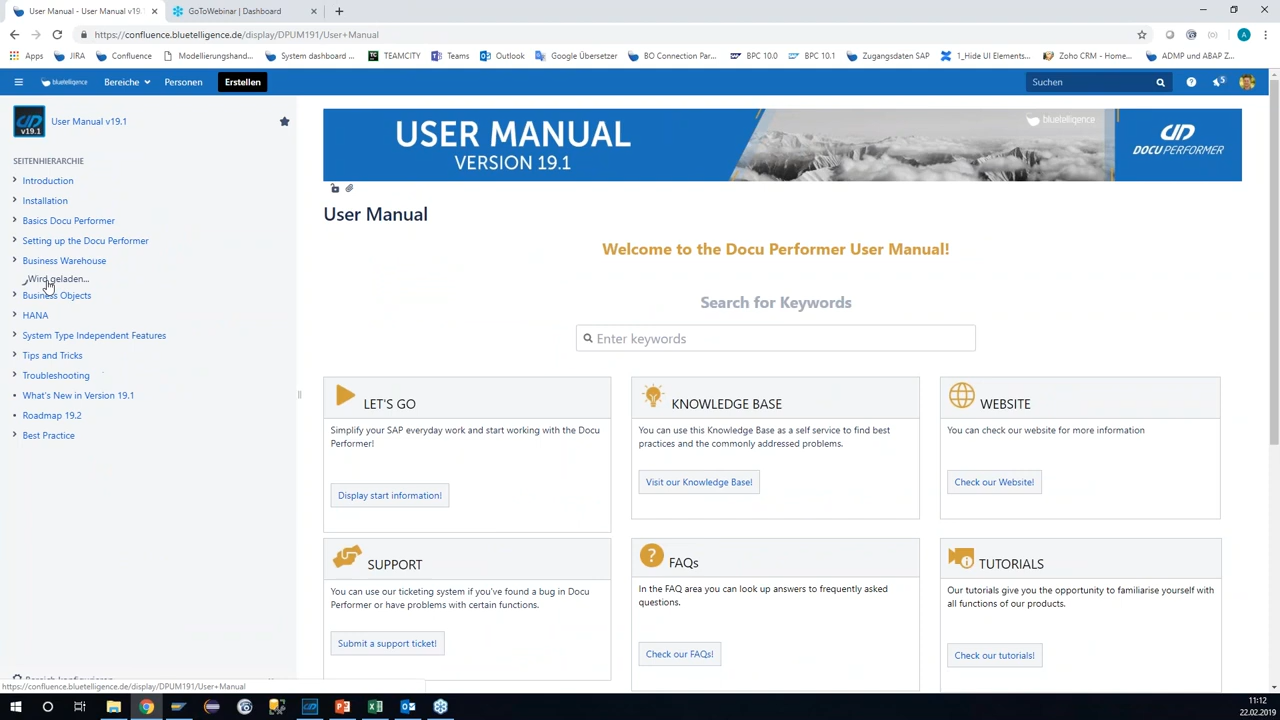 User Manual - User Manual v19.1
GoToWebinar | Dashboard
https://confluence.bluetelligence.de/display/DPUM191/User+Manual
Apps
JIRA
Confluence
Modellierungshand...
System dashboard ...
TEAMCITY
Teams
Outlook
Google Übersetzer
BO Connection Par...
BPC 10.0
BPC 10.1
Zugangsdaten SAP
1_Hide UI Elements...
Zoho CRM - Home...
ADMP und ABAP Z...
bluetelligence
Bereiche
Personen
Erstellen
Suchen
5
v19.1
User Manual v19.1
SEITENHIERARCHIE
Introduction
Installation
Basics Docu Performer
Setting up the Docu Performer
Business Warehouse
Wird geladen...
Business Objects
HANA
System Type Independent Features
Tips and Tricks
Troubleshooting
What's New in Version 19.1
Roadmap 19.2
Best Practice
Bereich konfigurieren
USER MANUAL
VERSION 19.1
bluetelligence
DOCU PERFORMER
User Manual
Welcome to the Docu Performer User Manual!
Search for Keywords
Enter keywords
LET'S GO
Simplify your SAP everyday work and start working with the Docu
Performer!
Display start information!
KNOWLEDGE BASE
You can use this Knowledge Base as a self service to find best
practices and the commonly addressed problems.
Visit our Knowledge Base!
WEBSITE
You can check our website for more information
Check our Website!
SUPPORT
You can use our ticketing system if you've found a bug in Docu
Performer or have problems with certain functions.
Submit a support ticket!
FAQs
In the FAQ area you can look up answers to frequently asked
questions.
Check our FAQs!
TUTORIALS
Our tutorials give you the opportunity to familiarise yourself with
all functions of our products.
Check our tutorials!
https://confluence.bluetelligence.de/display/DPUM191/User+Manual
11:12
22.02.2019